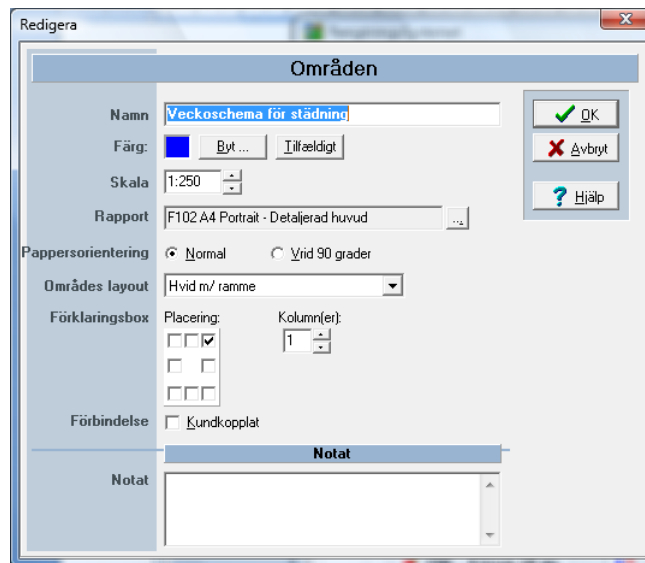 Redigera
Områden
Namn Veckoschema för städning
Färg: Byt ... Tilfældigt
Skala 1:250
Rapport F102 A4 Portrait - Detaljerad huvud ...
Pappersorientering Normal Vrid 90 grader
Områdes layout Hvid m/ ramme
Förklaringsbox Placering: Kolumn(er):
1
Förbindelse Kundkopplat
Notat
Notat
OK
Avbryt
Hjälp